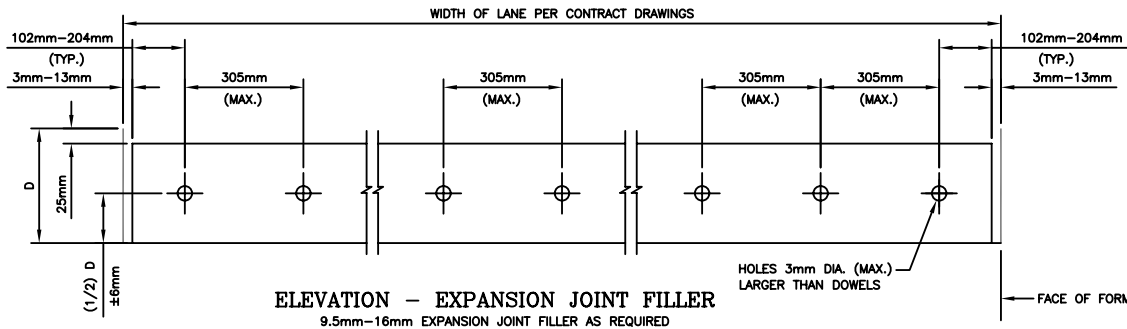 WIDTH OF LANE PER CONTRACT DRAWINGS
102mm-204mm
(TYP.)
3mm-13mm
305mm
(MAX.)
305mm
(MAX.)
305mm
(MAX.)
305mm
(MAX.)
102mm-204mm
(TYP.)
3mm-13mm
D
25mm
(1/2) D
±6mm
HOLES 3mm DIA. (MAX.)
LARGER THAN DOWELS
FACE OF FORM
ELEVATION - EXPANSION JOINT FILLER
9.5mm-16mm EXPANSION JOINT FILLER AS REQUIRED